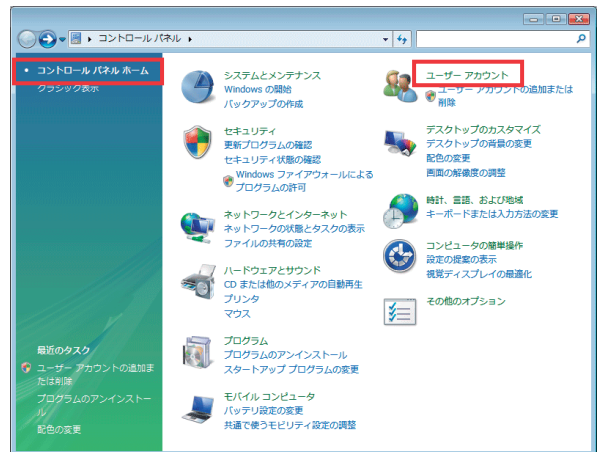 コントロール パネル
コントロール パネル ホーム
クラシック表示
最近のタスク
ユーザー アカウントの追加ま
たは削除
プログラムのアンインストー
ル
配色の変更
システムとメンテナンス
Windows の開始
バックアップの作成
セキュリティ
更新プログラムの確認
セキュリティ状態の確認
Windows ファイアウォールによる
プログラムの許可
ネットワークとインターネット
ネットワークの状態とタスクの表示
ファイルの共有の設定
ハードウェアとサウンド
CD または他のメディアの自動再生
プリンタ
マウス
プログラム
プログラムのアンインストール
スタートアップ プログラムの変更
モバイル コンピュータ
バッテリ設定の変更
共通で使うモビリティ設定の調整
ユーザー アカウント
ユーザー アカウントの追加または
削除
デスクトップのカスタマイズ
デスクトップの背景の変更
配色の変更
画面の解像度の調整
時計、言語、および地域
キーボードまたは入力方法の変更
コンピュータの簡単操作
設定の提案の表示
視覚ディスプレイの最適化
その他のオプション